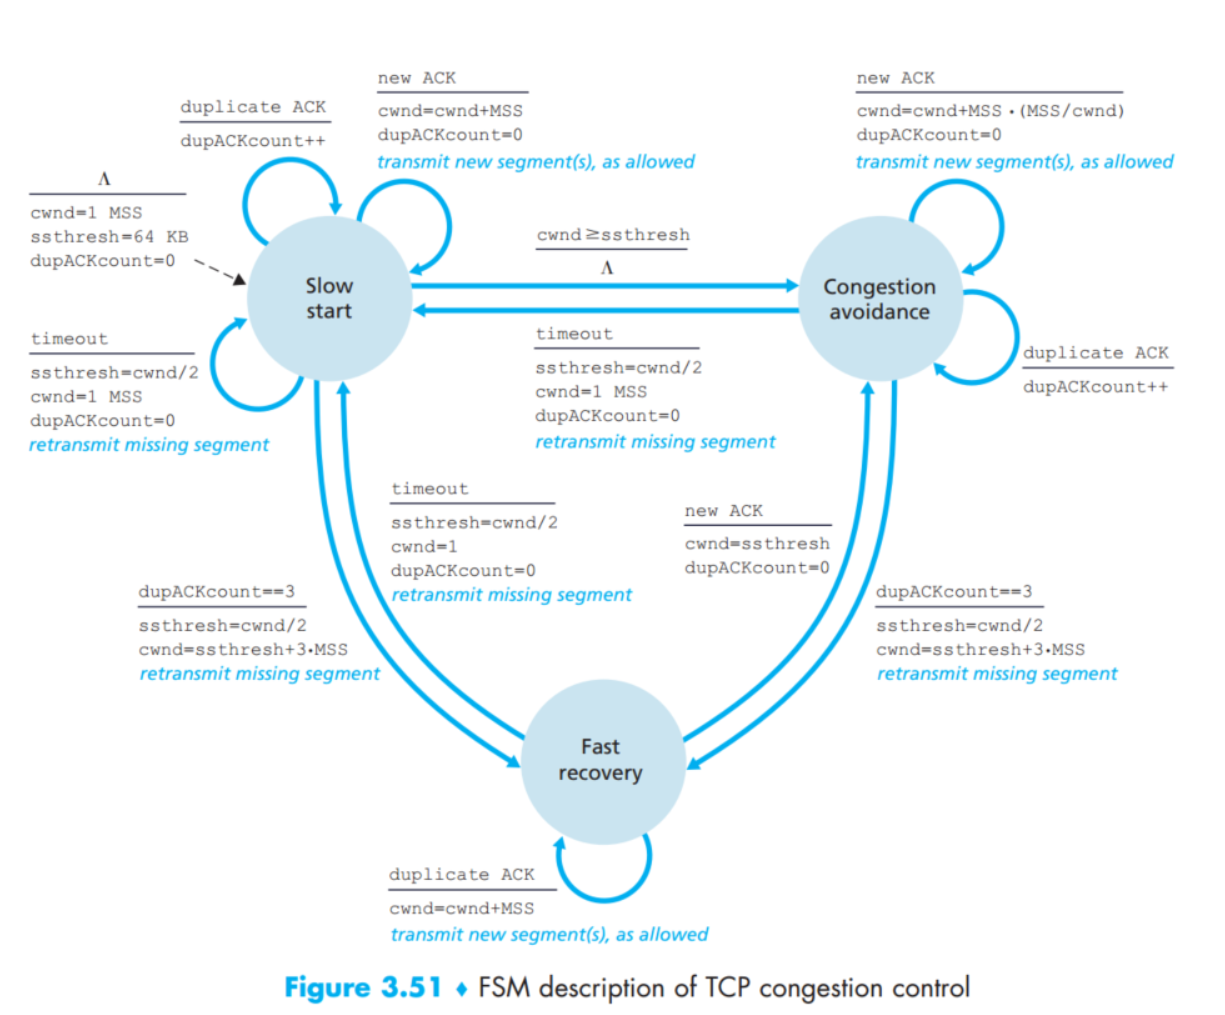 new ACK
cwnd=cwnd+MSS
dupACKcount=0
transmit new segment(s), as allowed
new ACK
cwnd=cwnd+MSS·(MSS/cwnd)
dupACKcount=0
transmit new segment(s), as allowed
duplicate ACK
dupACKcount++
Λ
cwnd=1 MSS
ssthresh=64 KB
dupACKcount=0
cwnd≥ssthresh
Λ
Slow
start
Congestion
avoidance
timeout
ssthresh=cwnd/2
cwnd=1 MSS
dupACKcount=0
retransmit missing segment
timeout
ssthresh=cwnd/2
cwnd=1 MSS
dupACKcount=0
retransmit missing segment
duplicate ACK
dupACKcount++
timeout
ssthresh=cwnd/2
cwnd=1
dupACKcount=0
retransmit missing segment
new ACK
cwnd=ssthresh
dupACKcount=0
dupACKcount==3
ssthresh=cwnd/2
cwnd=ssthresh+3·MSS
retransmit missing segment
dupACKcount==3
ssthresh=cwnd/2
cwnd=ssthresh+3·MSS
retransmit missing segment
Fast
recovery
duplicate ACK
cwnd=cwnd+MSS
transmit new segment(s), as allowed
Figure 3.51 ♦ FSM description of TCP congestion control